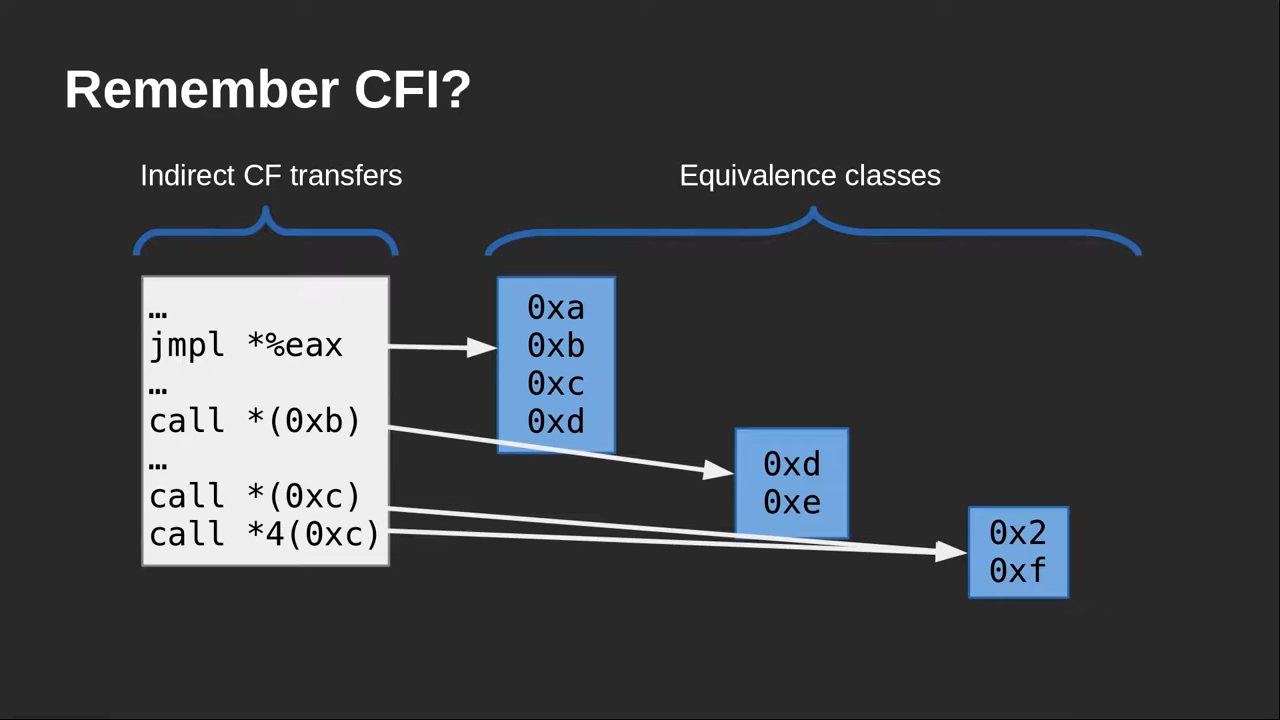 Remember CFI?
Indirect CF transfers
Equivalence classes
…
jmpl *%eax
…
call *(0xb)
…
call *(0xc)
call *4(0xc)
0xa
0xb
0xc
0xd
0xd
0xe
0x2
0xf